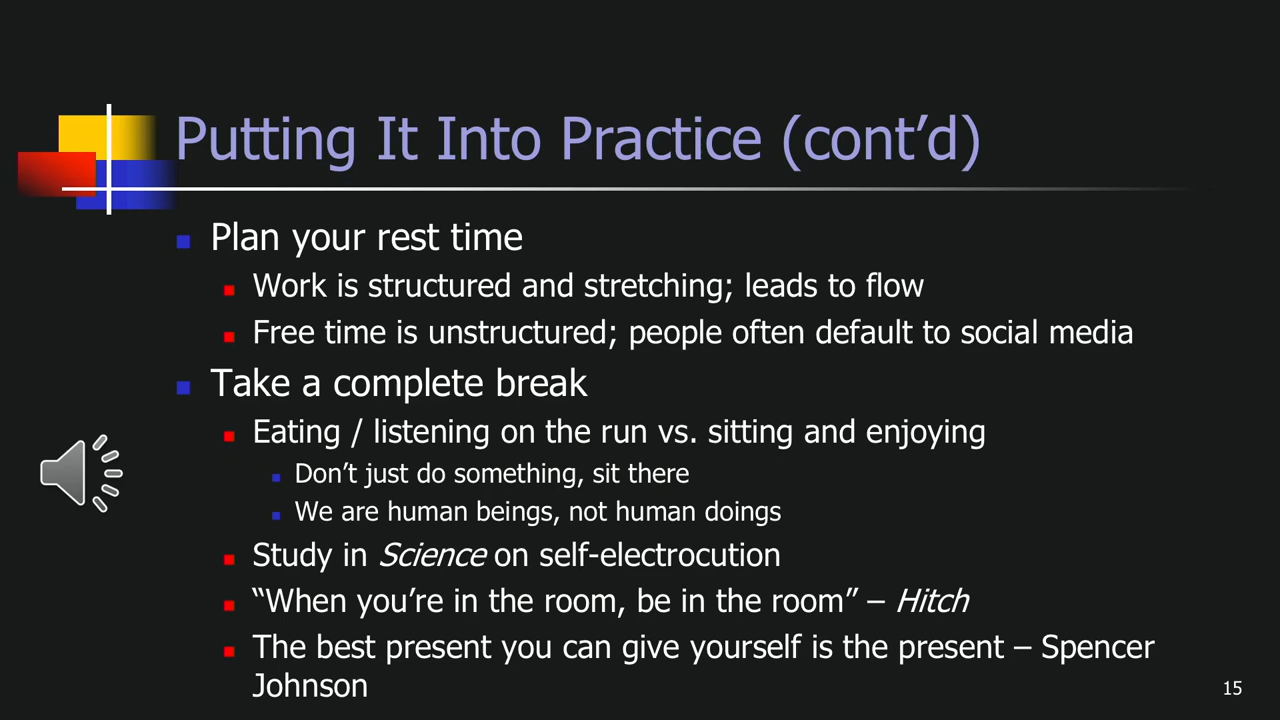 Putting It Into Practice (cont’d)
Plan your rest time
Work is structured and stretching; leads to flow
Free time is unstructured; people often default to social media
Take a complete break
Eating / listening on the run vs. sitting and enjoying
Don’t just do something, sit there
We are human beings, not human doings
Study in Science on self-electrocution
“When you’re in the room, be in the room” – Hitch
The best present you can give yourself is the present – Spencer
Johnson
15